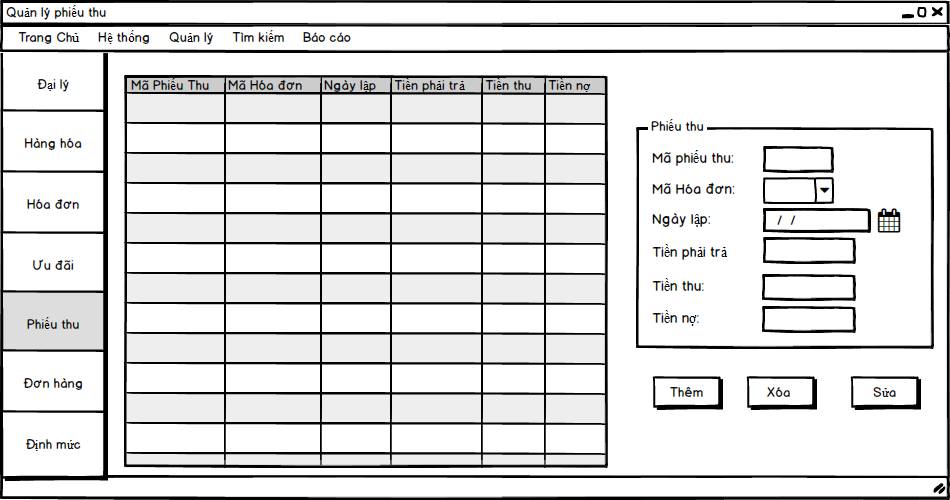 Quản lý phiếu thu
Trang Chủ Hệ thống Quản lý Tìm kiếm Báo cáo
Đại lý
Hàng hóa
Hóa đơn
Ưu đãi
Phiếu thu
Đơn hàng
Định mức
Mã Phiếu Thu Mã Hóa đơn Ngày lập Tiền phải trả Tiền thu Tiền nợ
Phiếu thu
Mã phiếu thu:
Mã Hóa đơn:
Ngày lập: / /
Tiền phải trả
Tiền thu:
Tiền nợ:
Thêm Xóa Sửa